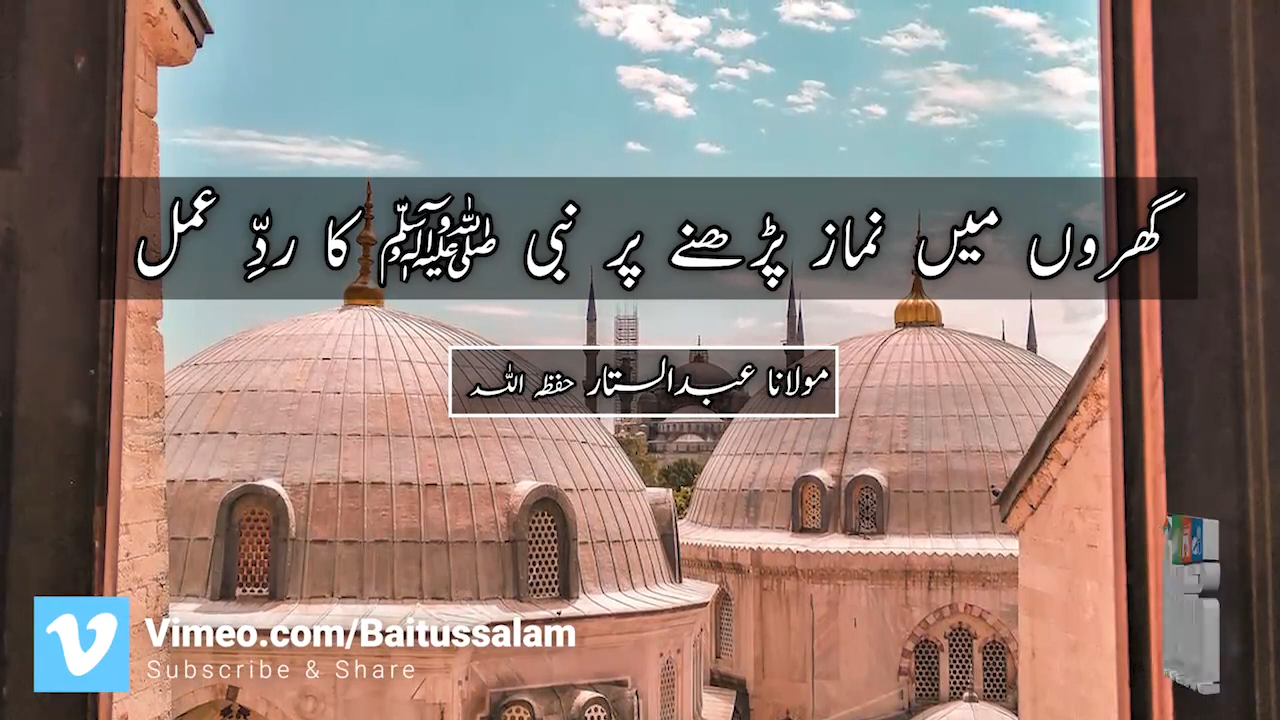 گھروں میں نماز پڑھنے پر نبی ﷺ کا ردِّ عمل
مولانا عبدالستار حفظہ اللہ
Vimeo.com/Baitussalam
Subscribe & Share